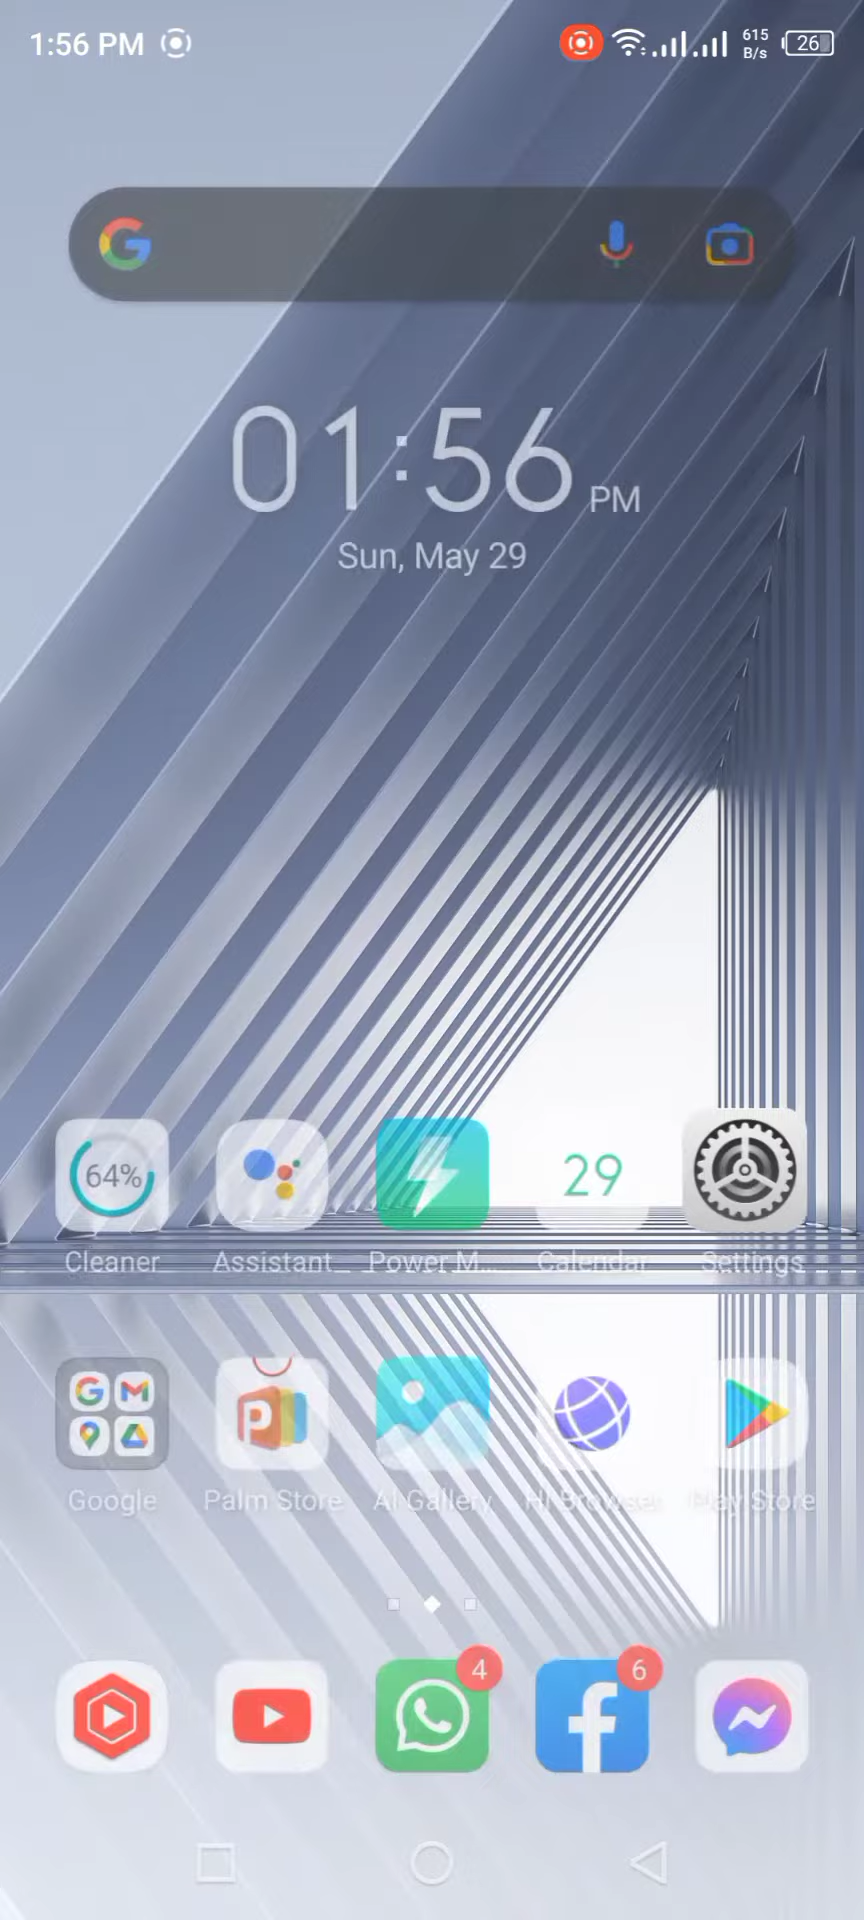 1:56 PM
615
B/s
26
01:56 PM
Sun, May 29
64%
29
Cleaner
Assistant
Power M...
Calendar
Settings
Google
Palm Store
AI Gallery
Hi Browser
Play Store
4
6